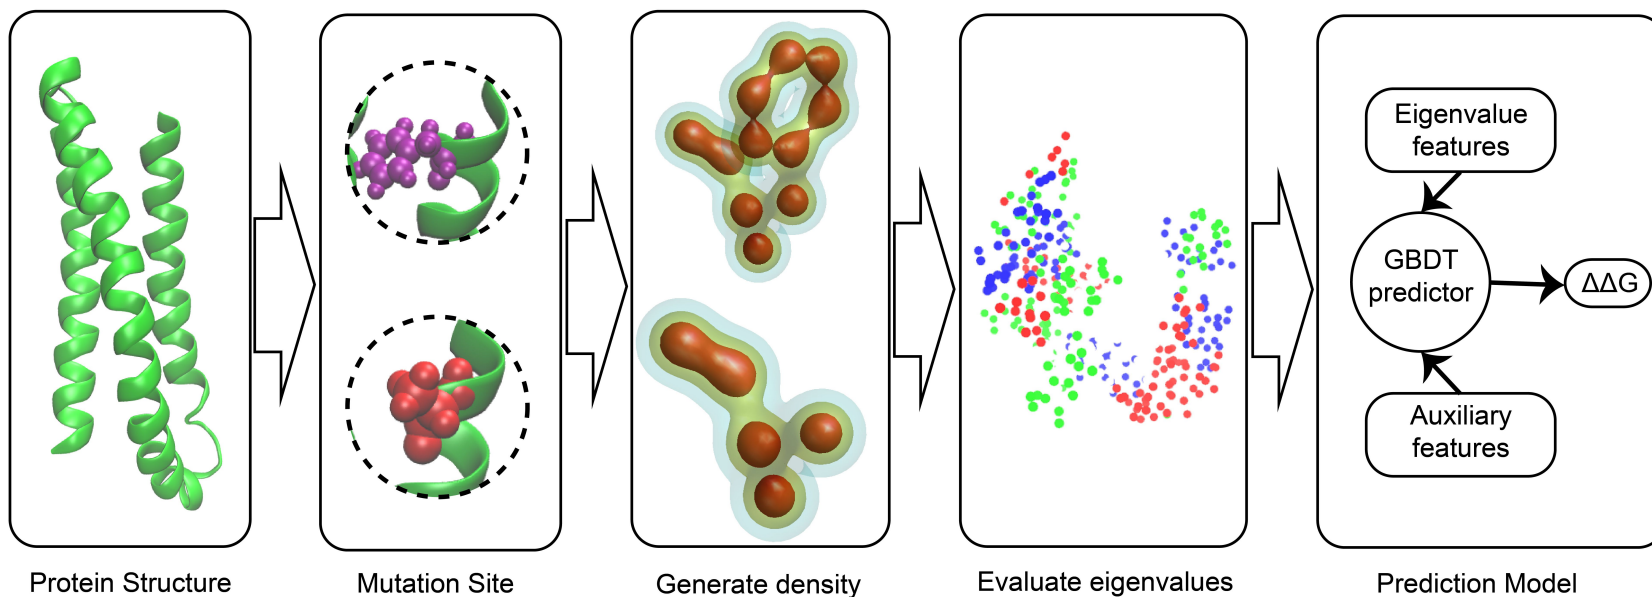 Eigenvalue
features
GBDT
predictor
ΔΔG
Auxiliary
features
Protein Structure
Mutation Site
Generate density
Evaluate eigenvalues
Prediction Model